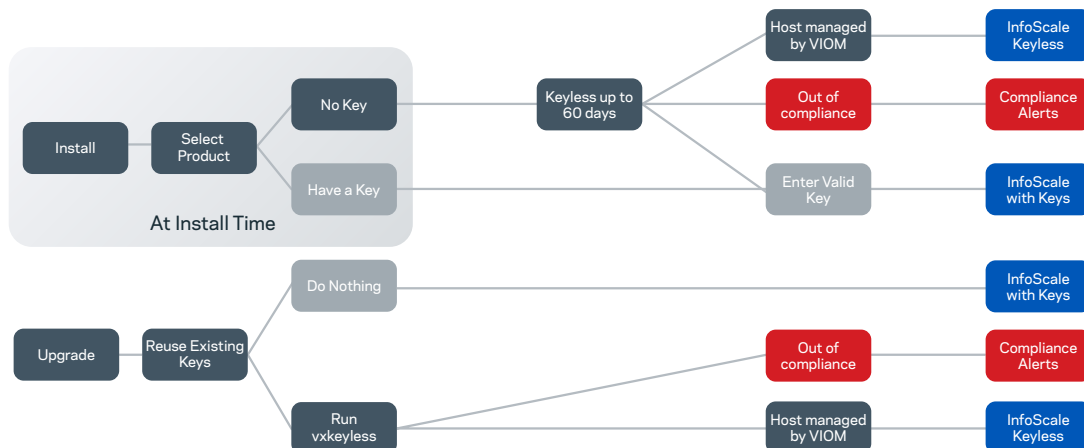 Host managed
by VIOM
InfoScale
Keyless
No Key
Keyless up to
60 days
Out of
compliance
Compliance
Alerts
Install
Select
Product
Have a Key
Enter Valid
Key
InfoScale
with Keys
At Install Time
Do Nothing
InfoScale
with Keys
Upgrade
Reuse Existing
Keys
Out of
compliance
Compliance
Alerts
Run
vxkeyless
Host managed
by VIOM
InfoScale
Keyless